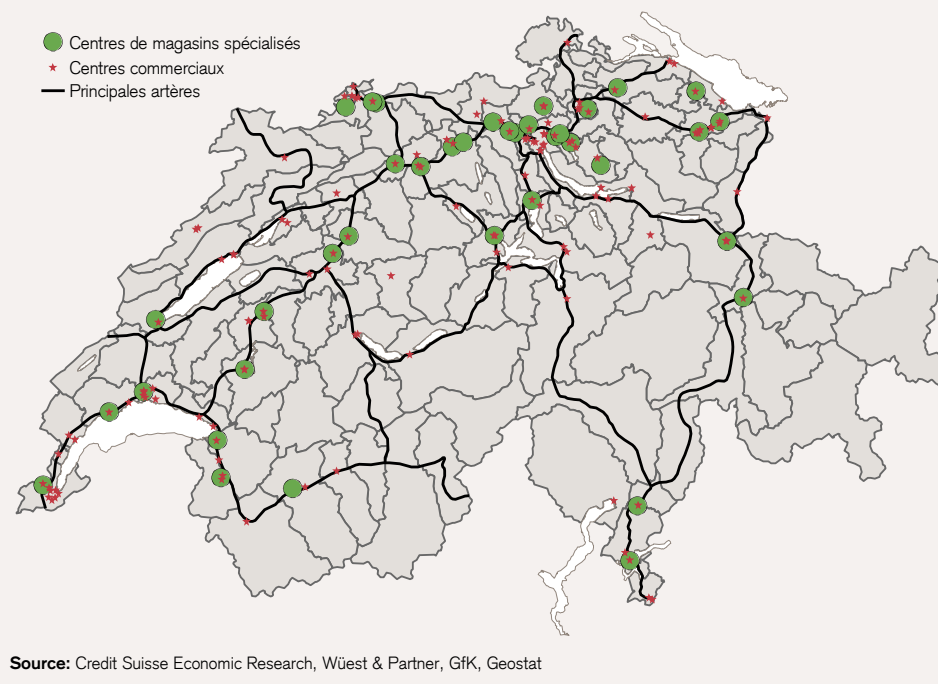 Centres de magasins spécialisés
Centres commerciaux
Principales artères
Source: Credit Suisse Economic Research, Wüest & Partner, GfK, Geostat